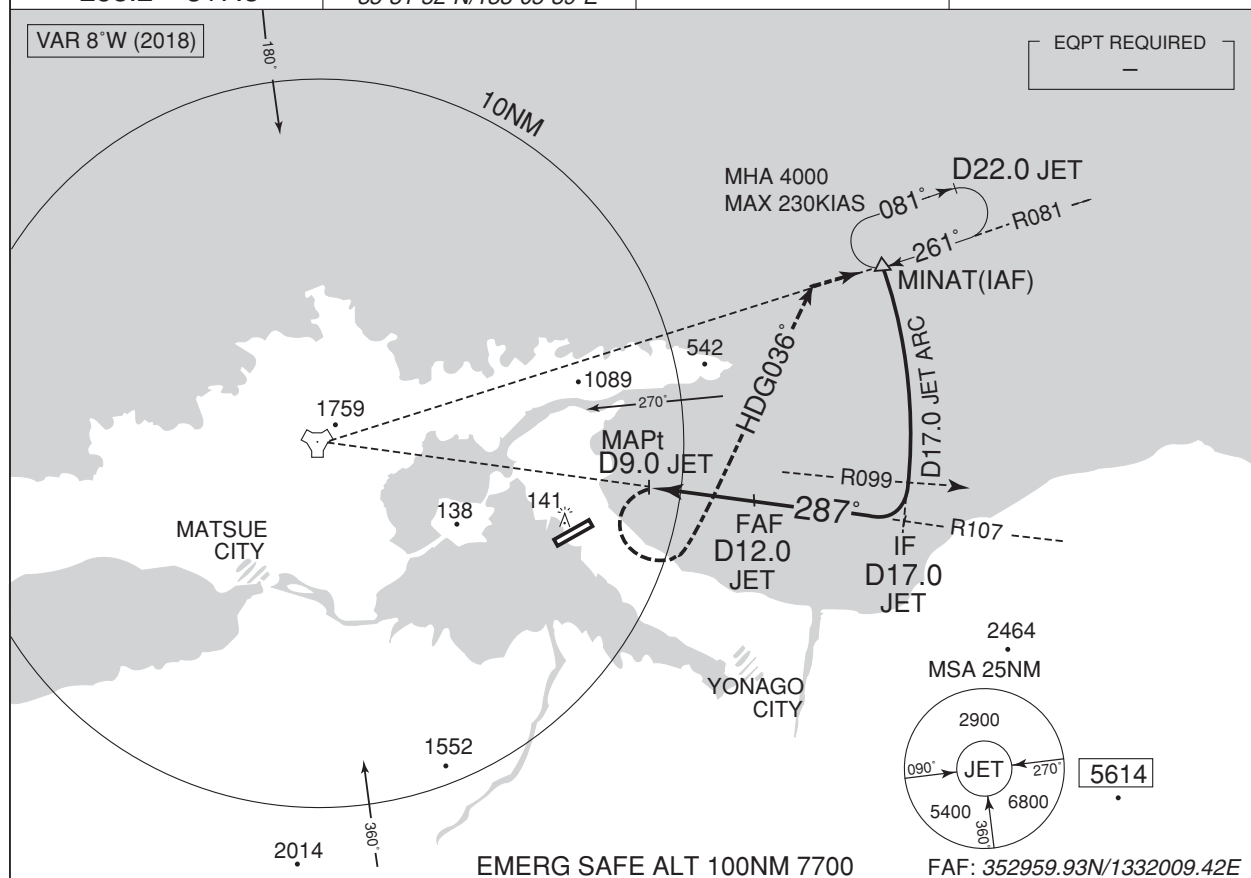 VAR 8°W (2018)
EQPT REQUIRED
–
180°
10NM
MHA 4000
MAX 230KIAS
D22.0 JET
081°
R081
261°
MINAT(IAF)
D17.0 JET ARC
HDG036°
542
1089
270°
1759
MAPt
D9.0 JET
R099
141
138
287°
FAF
D12.0
JET
R107
IF
D17.0
JET
MATSUE
CITY
YONAGO
CITY
2464
MSA 25NM
2900
090°
JET
270°
5400
6800
360°
5614
1552
360°
2014
EMERG SAFE ALT 100NM 7700
FAF: 352959.93N/1332009.42E